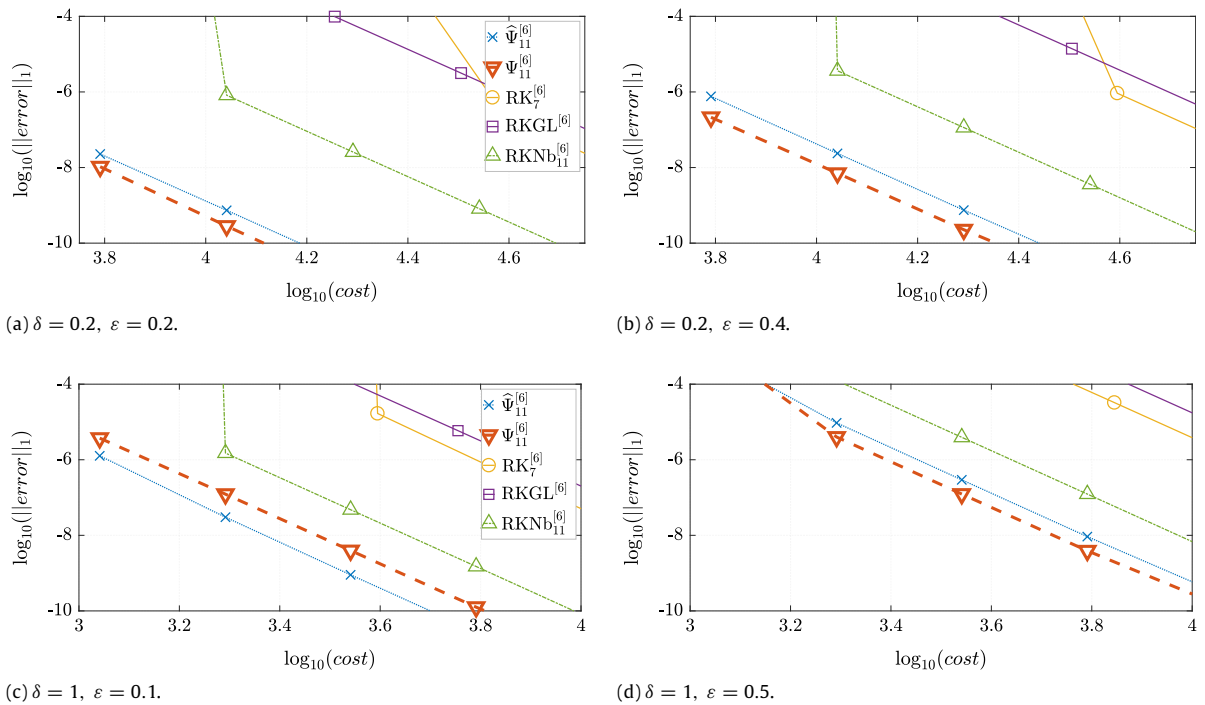 -4
-6
-8
-10
log₁₀(||error||₁)
3.8
4
4.2
4.4
4.6
log₁₀(cost)
Ψ̂₁₁^[6]
Ψ₁₁^[6]
RK₇^[6]
RKGL^[6]
RKNb₁₁^[6]
(a) δ = 0.2, ε = 0.2.
-4
-6
-8
-10
log₁₀(||error||₁)
3.8
4
4.2
4.4
4.6
log₁₀(cost)
(b) δ = 0.2, ε = 0.4.
-4
-6
-8
-10
log₁₀(||error||₁)
3
3.2
3.4
3.6
3.8
4
log₁₀(cost)
Ψ̂₁₁^[6]
Ψ₁₁^[6]
RK₇^[6]
RKGL^[6]
RKNb₁₁^[6]
(c) δ = 1, ε = 0.1.
-4
-6
-8
-10
log₁₀(||error||₁)
3
3.2
3.4
3.6
3.8
4
log₁₀(cost)
(d) δ = 1, ε = 0.5.